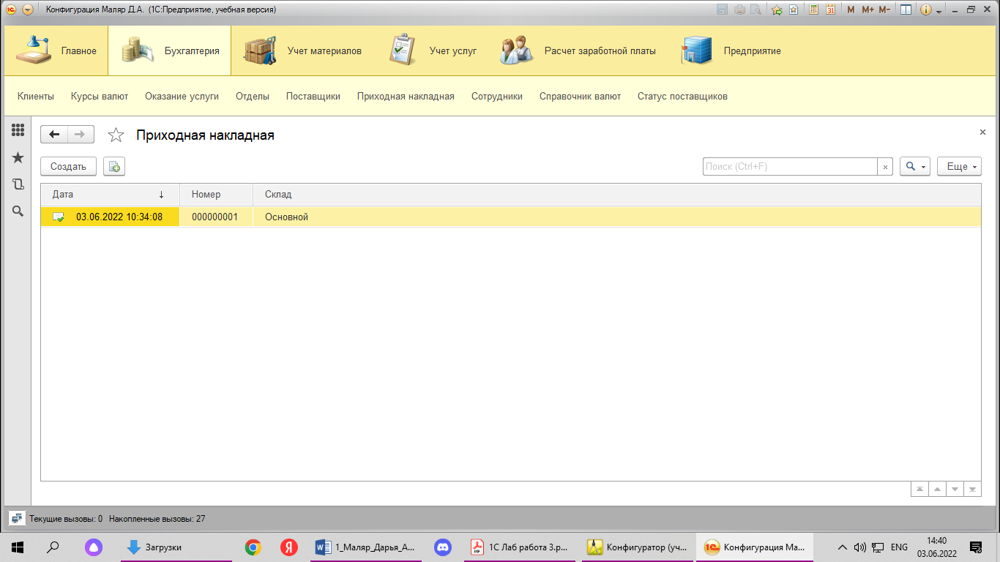 Конфигурация Маляр Д.А. (1С:Предприятие, учебная версия)
M M+ M-
Главное
Бухгалтерия
Учет материалов
Учет услуг
Расчет заработной платы
Предприятие
Клиенты Курсы валют Оказание услуги Отделы Поставщики Приходная накладная Сотрудники Справочник валют Статус поставщиков
Приходная накладная
Создать
Поиск (Ctrl+F)
Еще
Дата Номер Склад
03.06.2022 10:34:08 000000001 Основной
Текущие вызовы: 0 Накопленные вызовы: 27
Загрузки
1_Маляр_Дарья_А...
1С Лаб работа 3.p...
Конфигуратор (уч...
Конфигурация Ма...
ENG
14:40
03.06.2022